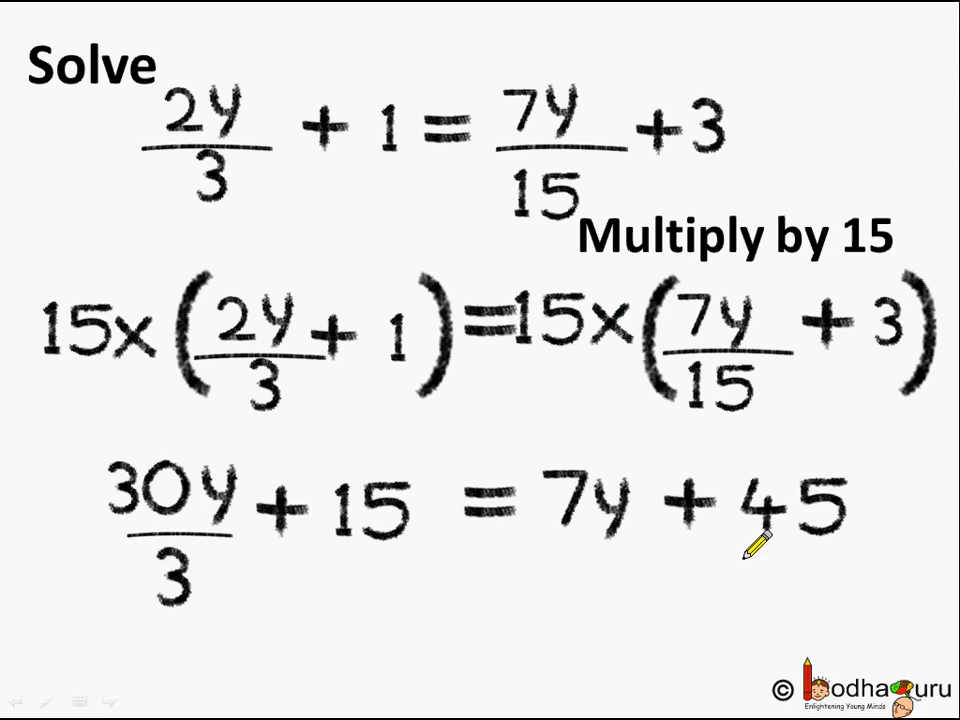 Solve
2y/3 + 1 = 7y/15 + 3
Multiply by 15
15x(2y/3 + 1) = 15x(7y/15 + 3)
30y/3 + 15 = 7y + 45
© bodhaguru
Enlightening Young Minds